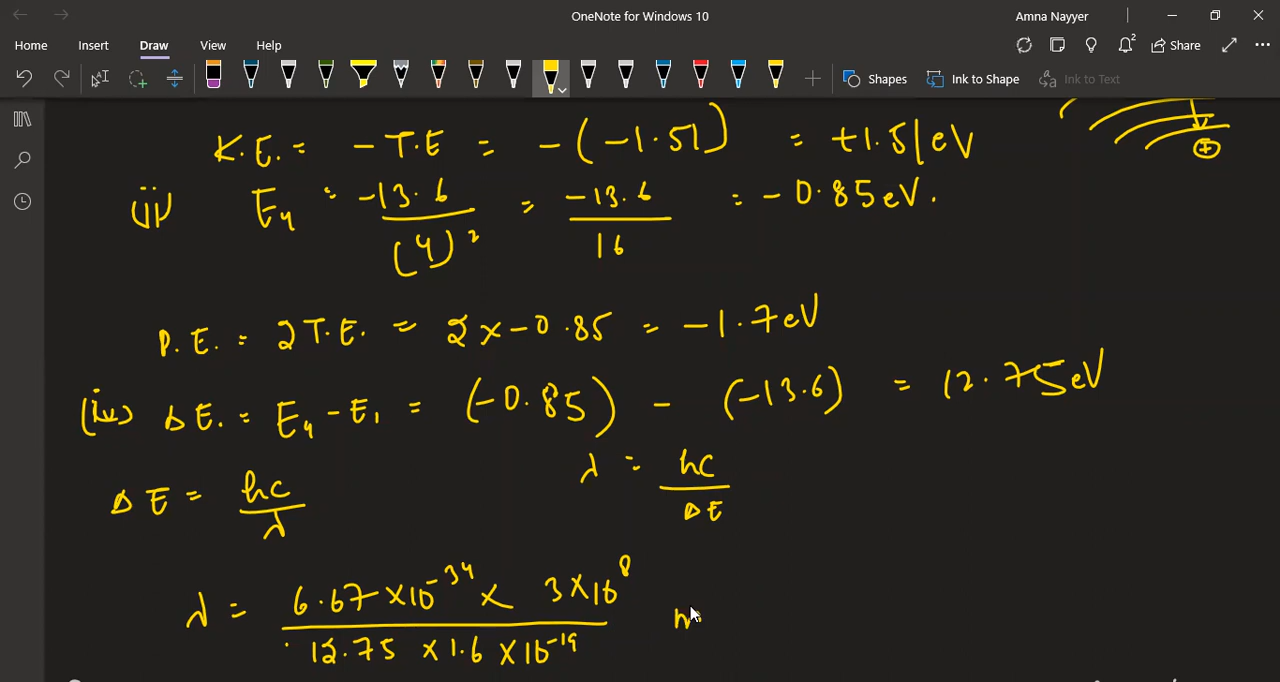 OneNote for Windows 10
Amna Nayyer
Home Insert Draw View Help
2 Share
Shapes Ink to Shape Ink to Text
K.E. = - T.E = - (-1.51) = +1.51eV
iii) E4 = -13.6/(4)² = -13.6/16 = -0.85eV.
P.E. = 2T.E. = 2 x -0.85 = -1.7eV
(iv) ΔE. = E4 - E1 = (-0.85) - (-13.6) = 12.75eV
ΔE = hc/λ λ = hc/ΔE
λ = 6.67 × 10⁻³⁴ × 3×10⁸ / 12.75 × 1.6 × 10⁻¹⁹ m